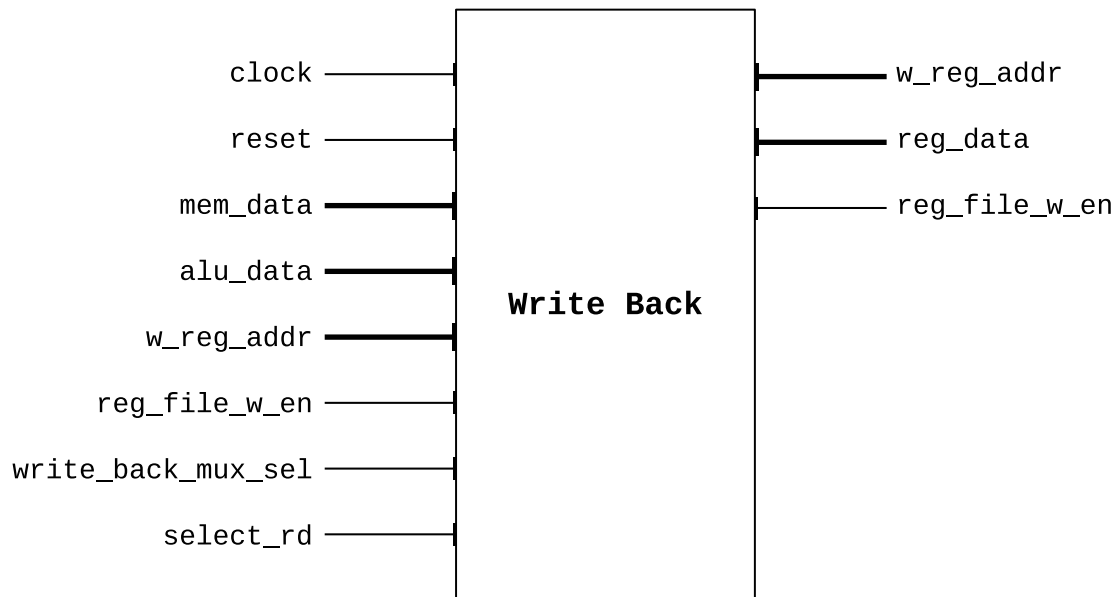 clock
reset
mem_data
alu_data
w_reg_addr
reg_file_w_en
write_back_mux_sel
select_rd
Write Back
w_reg_addr
reg_data
reg_file_w_en